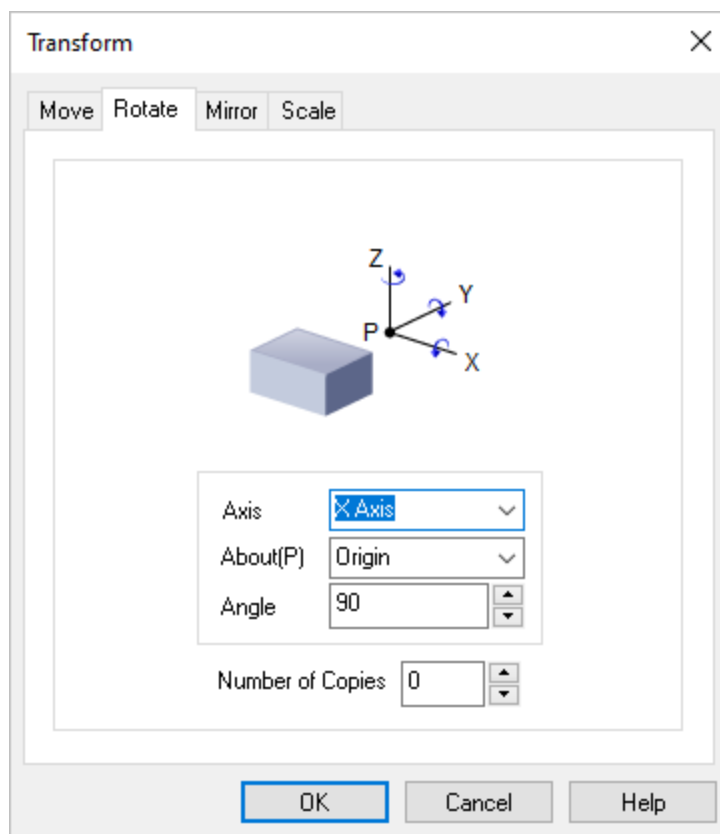 Transform
Move Rotate Mirror Scale
Z
Y
P
X
Axis X Axis
About(P) Origin
Angle 90
Number of Copies 0
OK Cancel Help